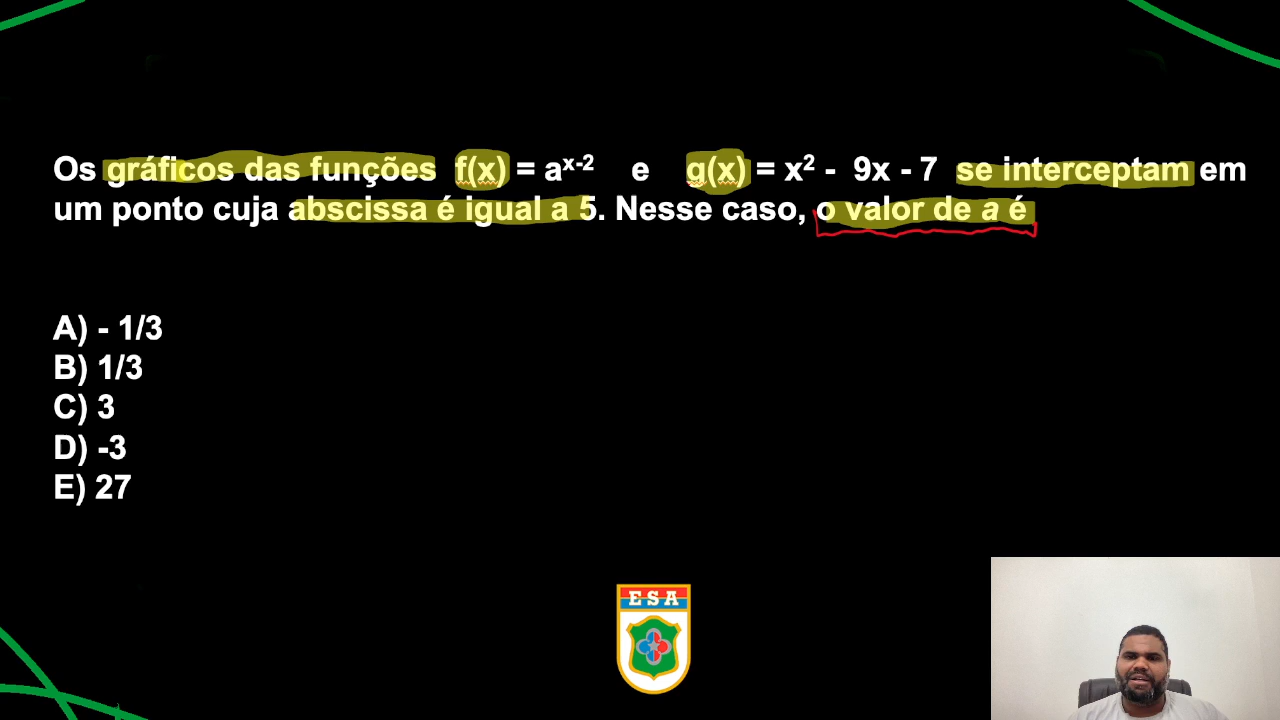 Os gráficos das funções f(x) = aˣ⁻² e g(x) = x² - 9x - 7 se interceptam em
um ponto cuja abscissa é igual a 5. Nesse caso, o valor de a é
A) - 1/3
B) 1/3
C) 3
D) -3
E) 27
ESA